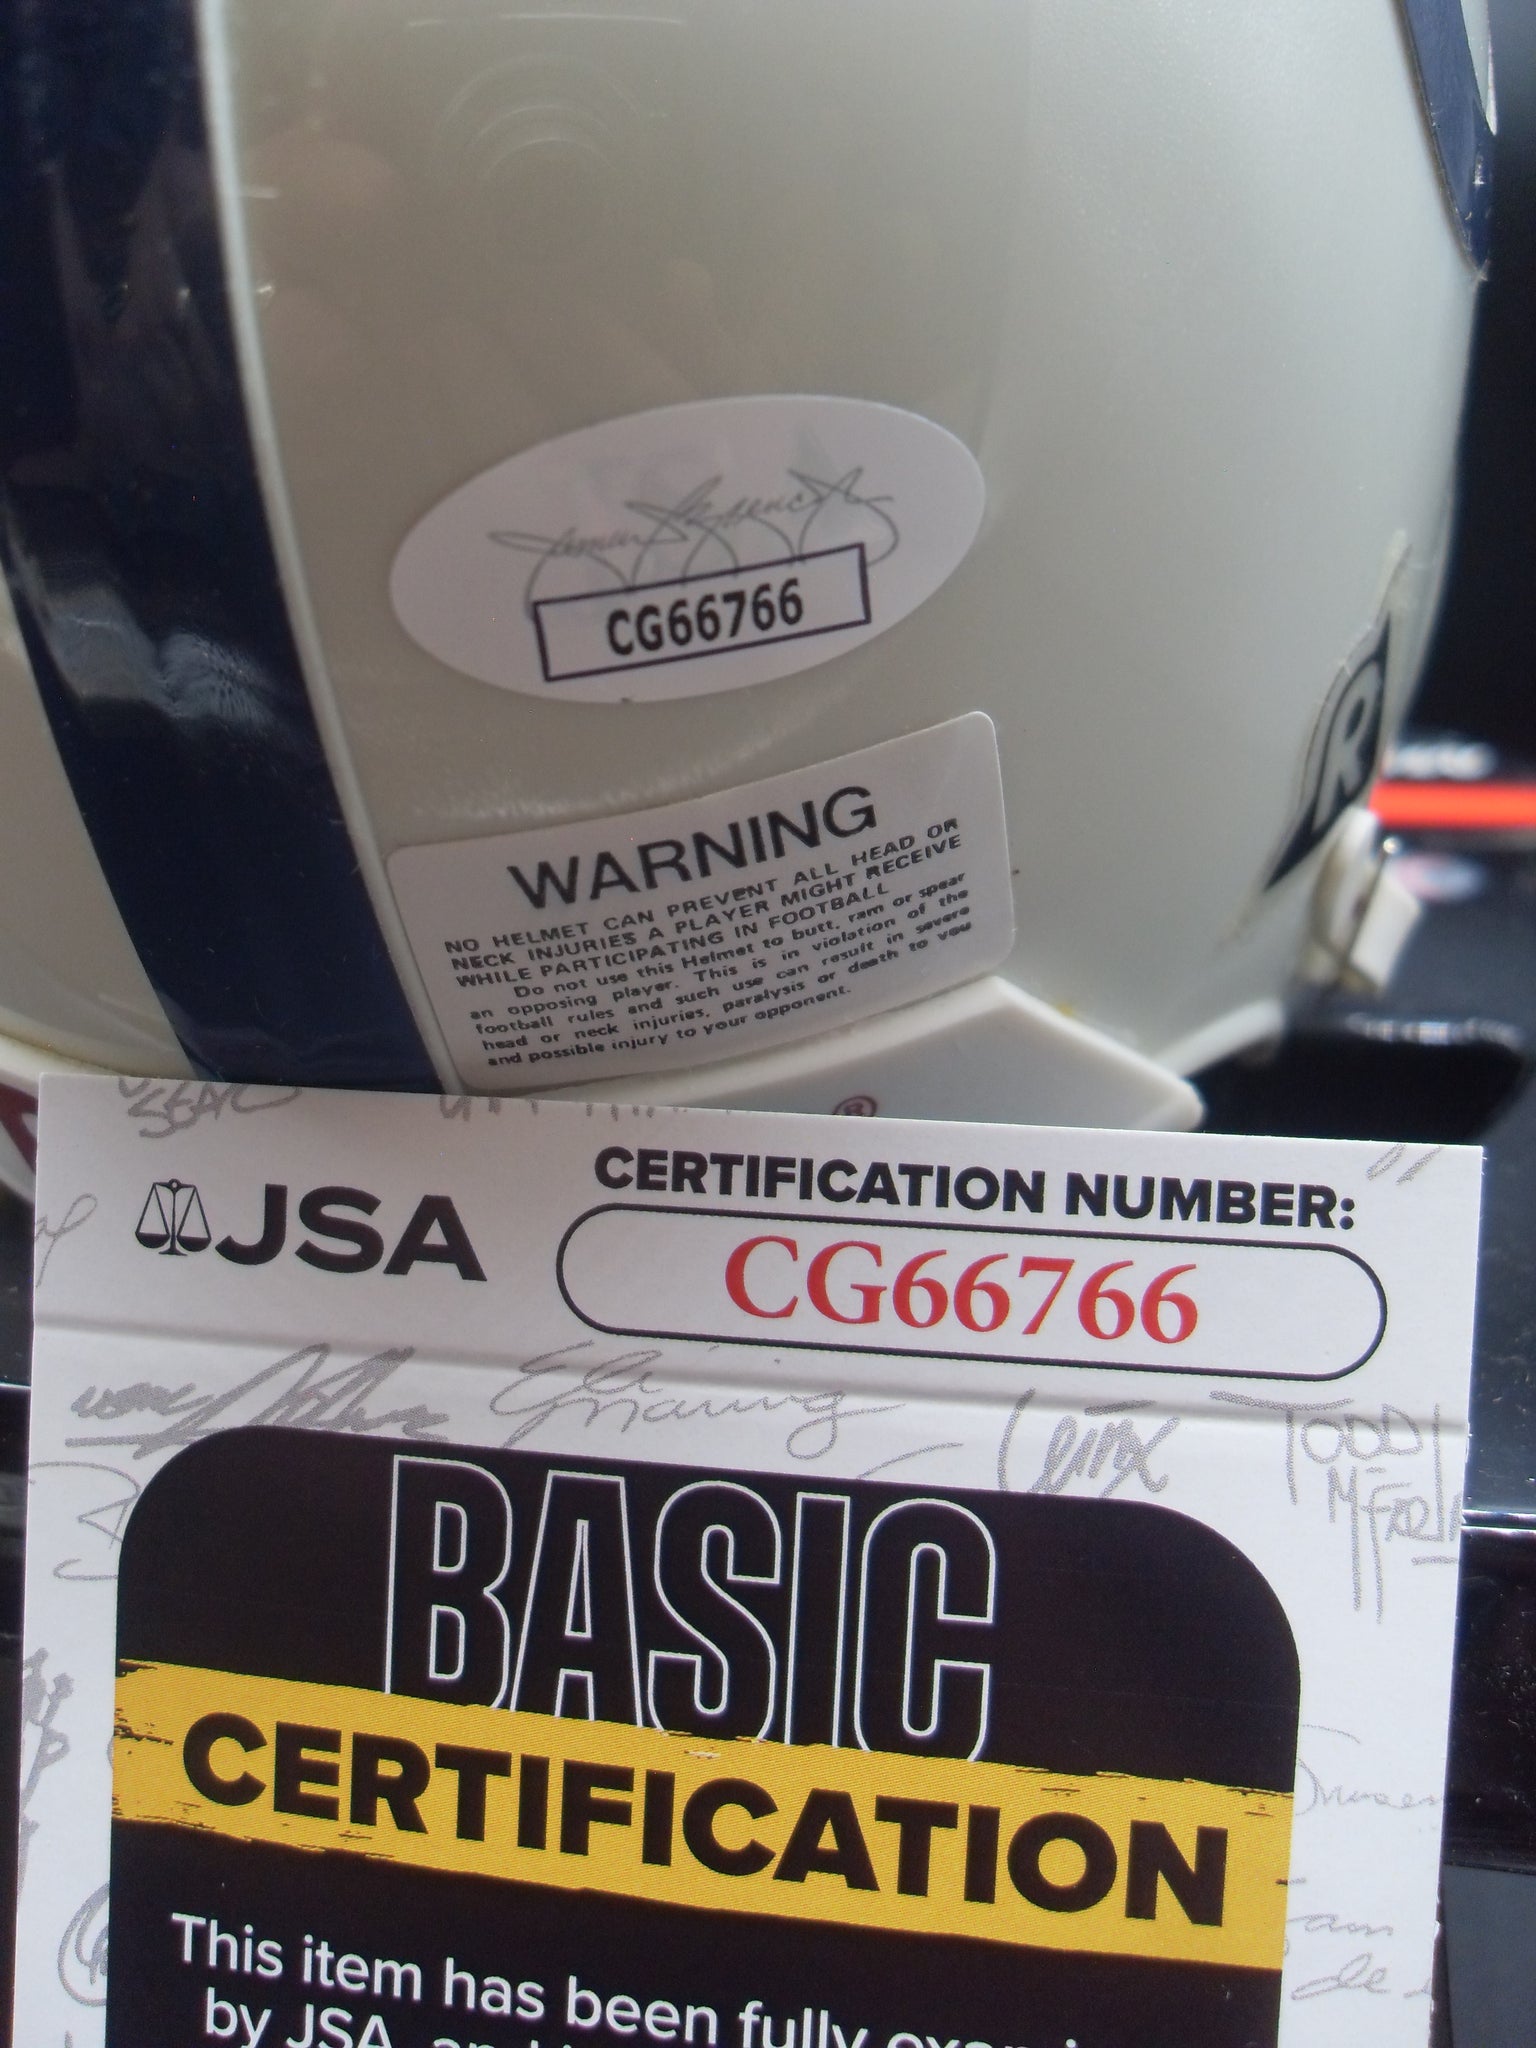 CG66766
WARNING
NO HELMET CAN PREVENT ALL HEAD OR
NECK INJURIES A PLAYER MIGHT RECEIVE
WHILE PARTICIPATING IN FOOTBALL
Do not use this Helmet to butt, ram or spear
an opposing player. This is in violation of the
football rules and such use can result in severe
head or neck injuries, paralysis or death to you
and possible injury to your opponent.
R
®
JSA
CERTIFICATION NUMBER:
CG66766
Eli Manning
TODD
BASIC
CERTIFICATION
This item has been fully
by JSA